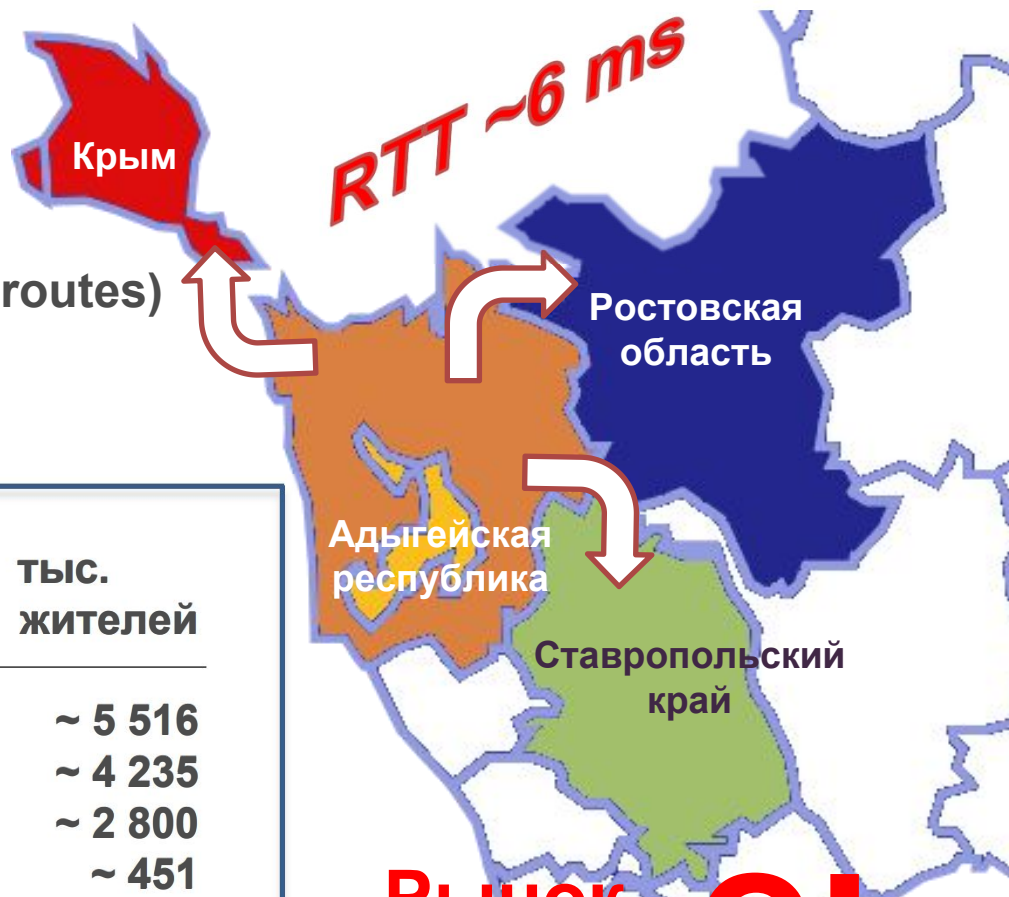 RTT ~6 ms
Крым
routes)
Ростовская
область
Адыгейская
республика
тыс.
жителей
Ставропольский
край
~ 5 516
~ 4 235
~ 2 800
~ 451